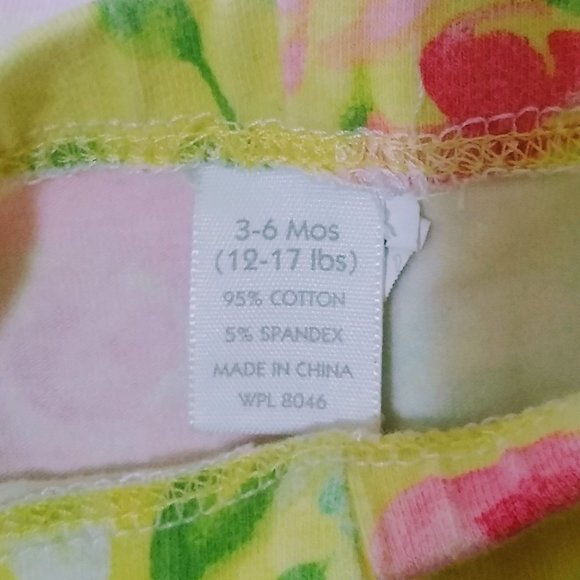 3-6 Mos
(12-17 lbs)
95% COTTON
5% SPANDEX
MADE IN CHINA
WPL 8046